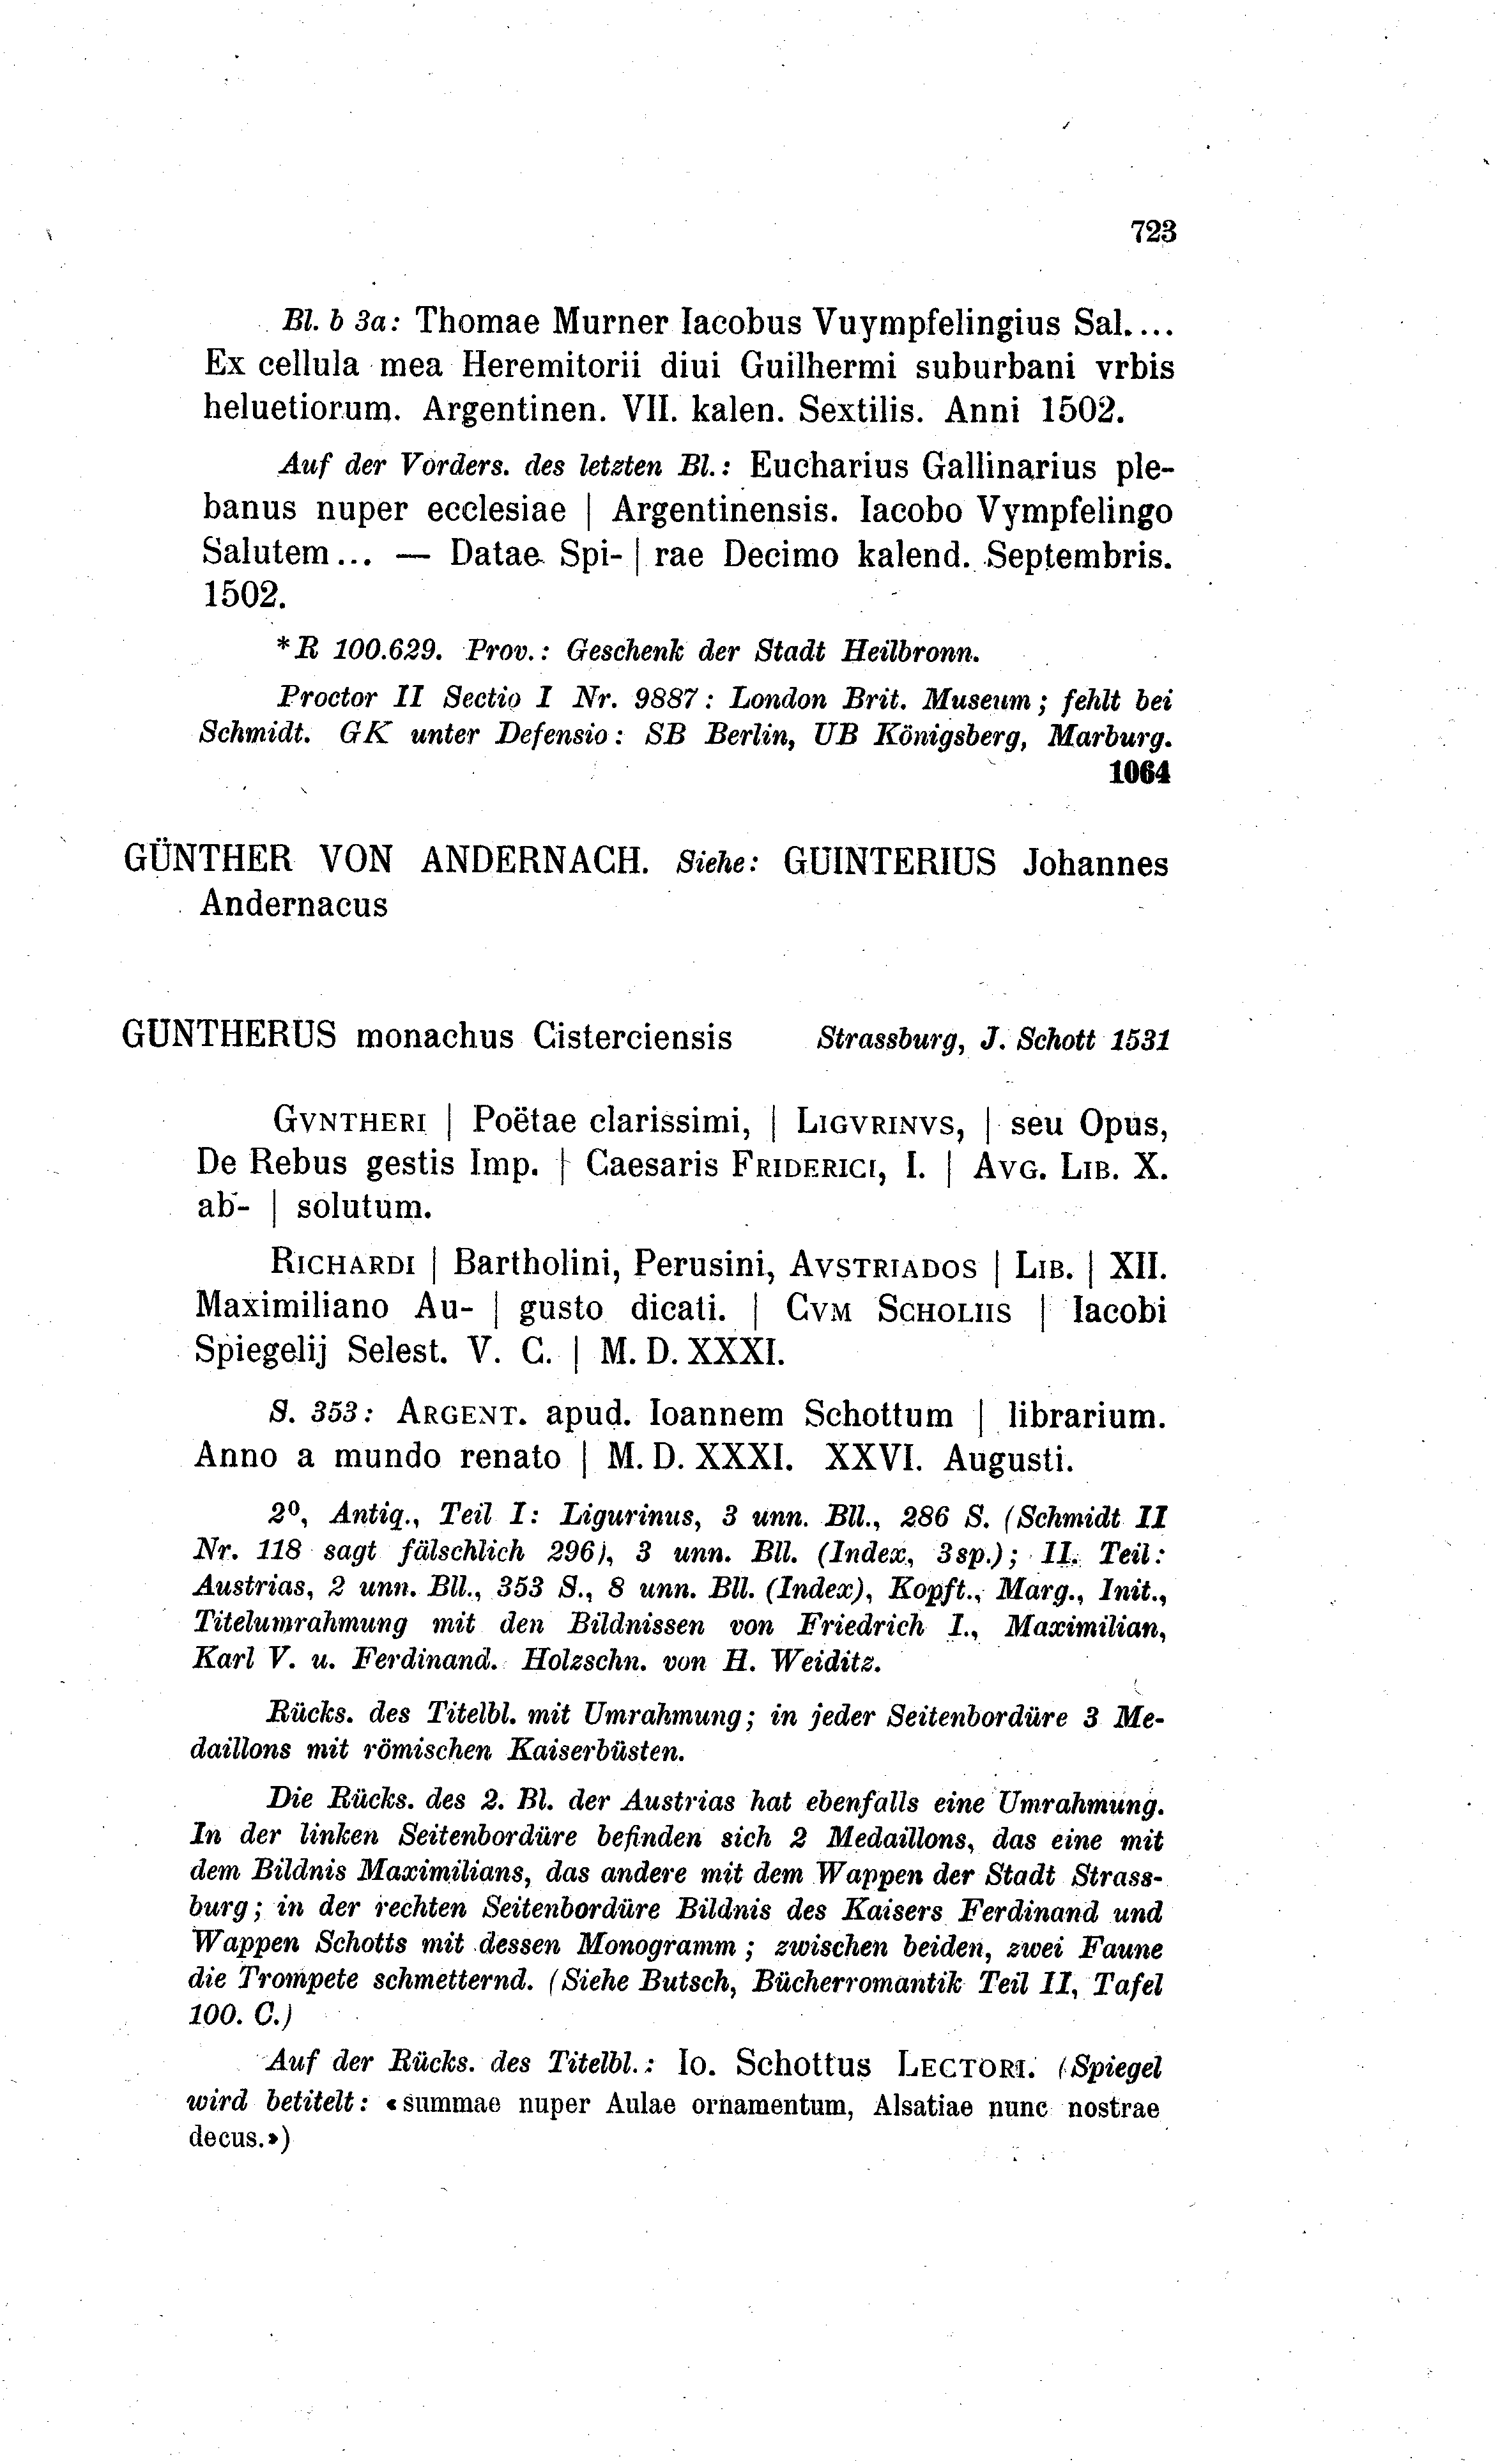 723
Bl. b 3a: Thomae Murner Iacobus Vuympfelingius Sal....
Ex cellula mea Heremitorii diui Guilhermi suburbani vrbis
heluetiorum. Argentinen. VII. kalen. Sextilis. Anni 1502.
Auf der Vorders. des letzten Bl.: Eucharius Gallinarius ple-
banus nuper ecclesiae | Argentinensis. Iacobo Vympfelingo
Salutem... — Datae Spi- | rae Decimo kalend. Septembris.
1502.
* R 100.629. Prov.: Geschenk der Stadt Heilbronn.
Proctor II Sectio I Nr. 9887: London Brit. Museum; fehlt bei
Schmidt. GK unter Defensio: SB Berlin, UB Königsberg, Marburg.
1064
GÜNTHER VON ANDERNACH. Siehe: GUINTERIUS Johannes
Andernacus
GUNTHERUS monachus Cisterciensis Strassburg, J. Schott 1531
GVNTHERI | Poëtae clarissimi, | LIGVRINVS, | seu Opus,
De Rebus gestis Imp. | Caesaris FRIDERICI, I. | AVG. LIB. X.
ab- | solutum.
RICHARDI | Bartholini, Perusini, AVSTRIADOS | LIB. | XII.
Maximiliano Au- | gusto dicati. | CVM SCHOLIIS | Iacobi
Spiegelij Selest. V. C. | M. D. XXXI.
S. 353: ARGENT. apud. Ioannem Schottum | librarium.
Anno a mundo renato | M. D. XXXI. XXVI. Augusti.
2⁰, Antiq., Teil I: Ligurinus, 3 unn. Bll., 286 S. (Schmidt II
Nr. 118 sagt fälschlich 296), 3 unn. Bll. (Index, 3sp.); II. Teil:
Austrias, 2 unn. Bll., 353 S., 8 unn. Bll. (Index), Kopft., Marg., Init.,
Titelumrahmung mit den Bildnissen von Friedrich I., Maximilian,
Karl V. u. Ferdinand. Holzschn. von H. Weiditz.
Rücks. des Titelbl. mit Umrahmung; in jeder Seitenbordüre 3 Me-
daillons mit römischen Kaiserbüsten.
Die Rücks. des 2. Bl. der Austrias hat ebenfalls eine Umrahmung.
In der linken Seitenbordüre befinden sich 2 Medaillons, das eine mit
dem Bildnis Maximilians, das andere mit dem Wappen der Stadt Strass-
burg; in der rechten Seitenbordüre Bildnis des Kaisers Ferdinand und
Wappen Schotts mit dessen Monogramm; zwischen beiden, zwei Faune
die Trompete schmetternd. (Siehe Butsch, Bücherromantik Teil II, Tafel
100. C.)
Auf der Rücks. des Titelbl.: Io. Schottus LECTORI. (Spiegel
wird betitelt: «summae nuper Aulae ornamentum, Alsatiae nunc nostrae
decus.»)